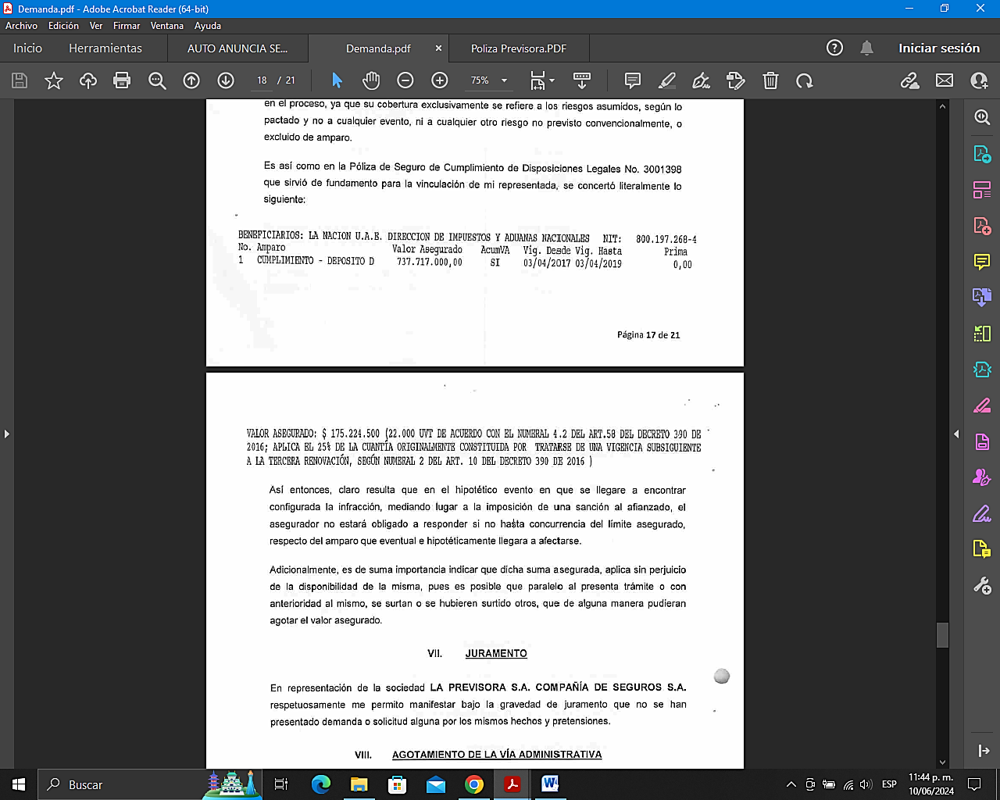 Demanda.pdf - Adobe Acrobat Reader (64-bit)
Archivo Edición Ver Firmar Ventana Ayuda
Inicio Herramientas AUTO ANUNCIA SE... Demanda.pdf × Poliza Previsora.PDF Iniciar sesión
18 / 21 75%
en el proceso, ya que su cobertura exclusivamente se refiere a los riesgos asumidos, según lo
pactado y no a cualquier evento, ni a cualquier otro riesgo no previsto convencionalmente, o
excluido de amparo.
Es así como en la Póliza de Seguro de Cumplimiento de Disposiciones Legales No. 3001398
que sirvió de fundamento para la vinculación de mi representada, se concertó literalmente lo
siguiente:
BENEFICIARIOS: LA NACION U.A.E. DIRECCION DE IMPUESTOS Y ADUANAS NACIONALES NIT: 800.197.268-4
No. Amparo Valor Asegurado AcumVA Vig. Desde Vig. Hasta Prima
1 CUMPLIMIENTO - DEPOSITO D 737.717.000,00 SI 03/04/2017 03/04/2019 0,00
Página 17 de 21
VALOR ASEGURADO: $ 175.224.500 (22.000 UVT DE ACUERDO CON EL NUMERAL 4.2 DEL ART.58 DEL DECRETO 390 DE
2016; APLICA EL 25% DE LA CUANTÍA ORIGINALMENTE CONSTITUIDA POR TRATARSE DE UNA VIGENCIA SUBSIGUIENTE
A LA TERCERA RENOVACIÓN, SEGÚN NUMERAL 2 DEL ART. 10 DEL DECRETO 390 DE 2016 )
Así entonces, claro resulta que en el hipotético evento en que se llegare a encontrar
configurada la infracción, mediando lugar a la imposición de una sanción al afianzado, el
asegurador no estará obligado a responder si no hasta concurrencia del límite asegurado,
respecto del amparo que eventual e hipotéticamente llegara a afectarse.
Adicionalmente, es de suma importancia indicar que dicha suma asegurada, aplica sin perjuicio
de la disponibilidad de la misma, pues es posible que paralelo al presenta trámite o con
anterioridad al mismo, se surtan o se hubieren surtido otros, que de alguna manera pudieran
agotar el valor asegurado.
VII. JURAMENTO
En representación de la sociedad LA PREVISORA S.A. COMPAÑÍA DE SEGUROS S.A.
respetuosamente me permito manifestar bajo la gravedad de juramento que no se han
presentado demanda o solicitud alguna por los mismos hechos y pretensiones.
VIII. AGOTAMIENTO DE LA VÍA ADMINISTRATIVA
Buscar
ESP
11:44 p. m.
10/06/2024